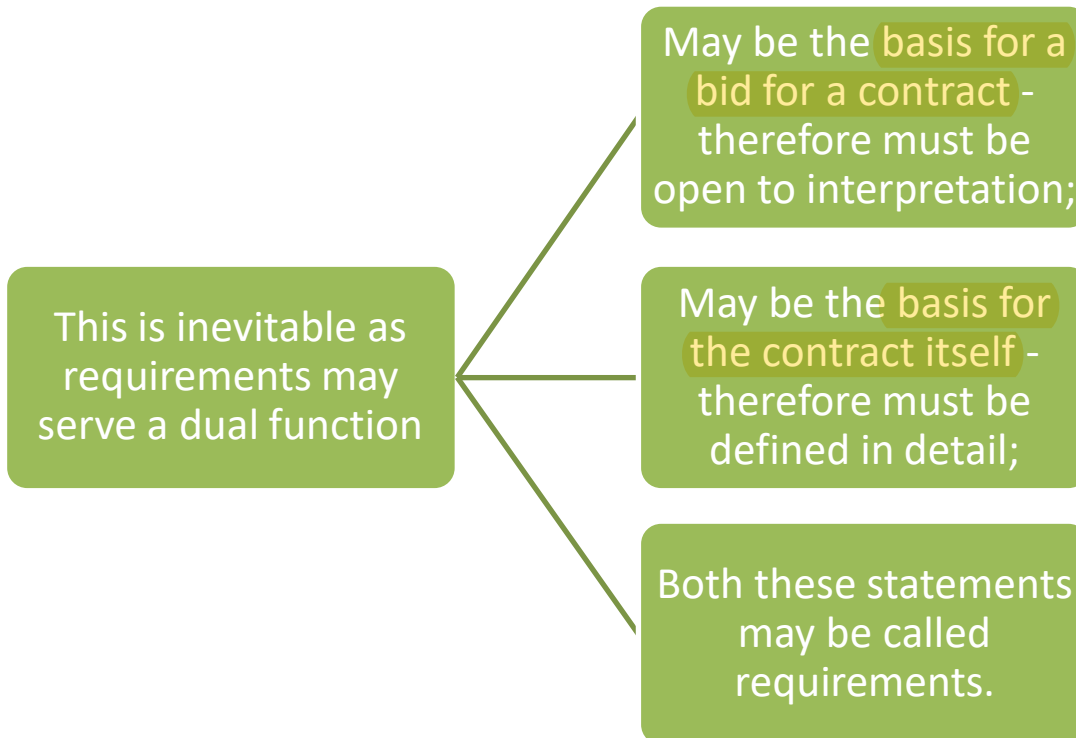 This is inevitable as
requirements may
serve a dual function
May be the basis for a
bid for a contract -
therefore must be
open to interpretation;
May be the basis for
the contract itself -
therefore must be
defined in detail;
Both these statements
may be called
requirements.